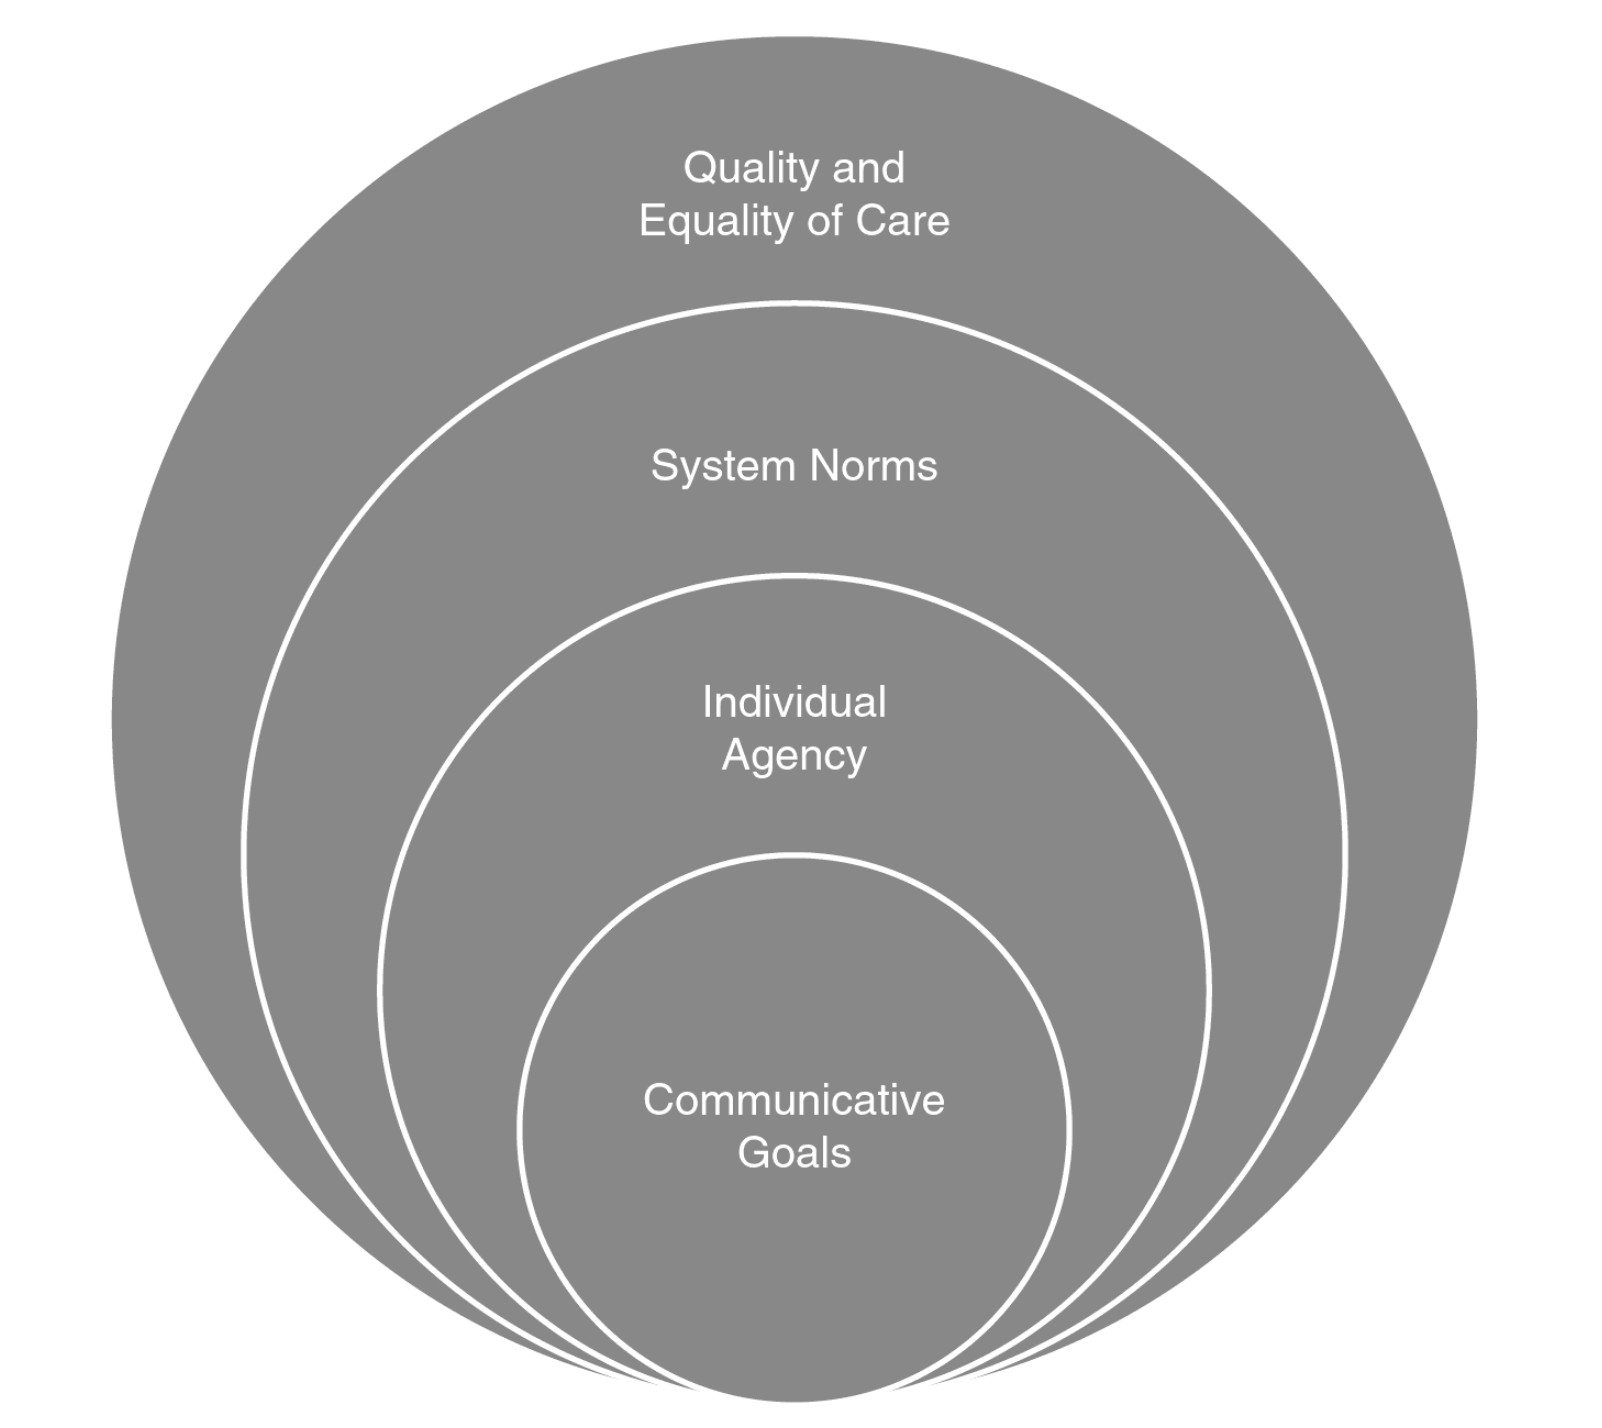 Quality and
Equality of Care
System Norms
Individual
Agency
Communicative
Goals